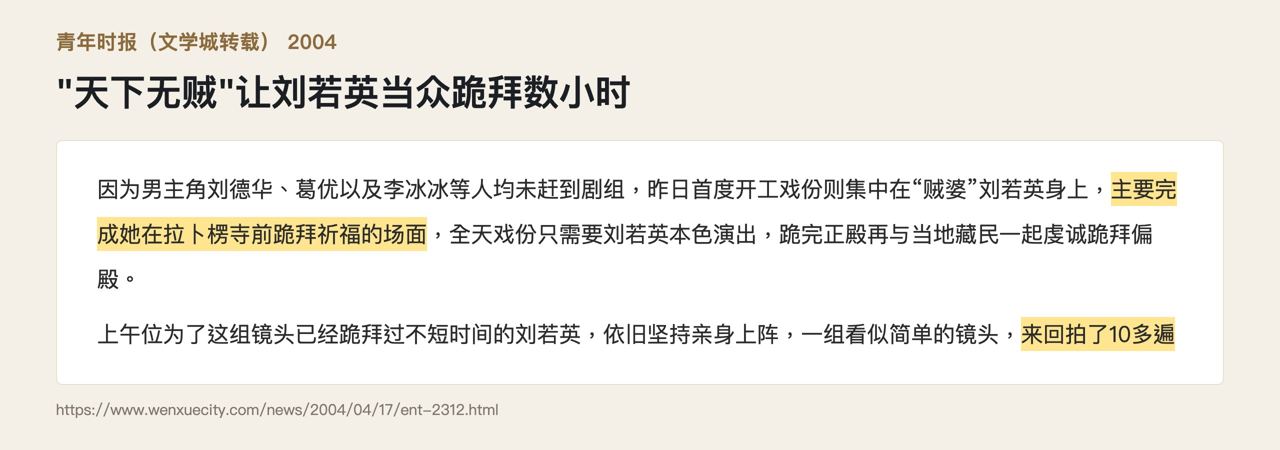 青年时报（文学城转载） 2004
"天下无贼"让刘若英当众跪拜数小时
因为男主角刘德华、葛优以及李冰冰等人均未赶到剧组，昨日首度开工戏份则集中在“贼婆”刘若英身上，主要完
成她在拉卜楞寺前跪拜祈福的场面，全天戏份只需要刘若英本色演出，跪完正殿再与当地藏民一起虔诚跪拜偏
殿。
上午位为了这组镜头已经跪拜过不短时间的刘若英，依旧坚持亲身上阵，一组看似简单的镜头，来回拍了10多遍
https://www.wenxuecity.com/news/2004/04/17/ent-2312.html